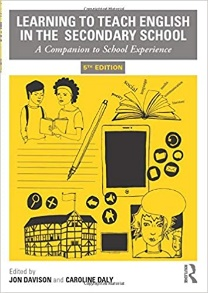 LEARNING TO TEACH ENGLISH
IN THE SECONDARY SCHOOL
A Companion to School Experience
5TH EDITION
Edited by
JON DAVISON and CAROLINE DALY
R